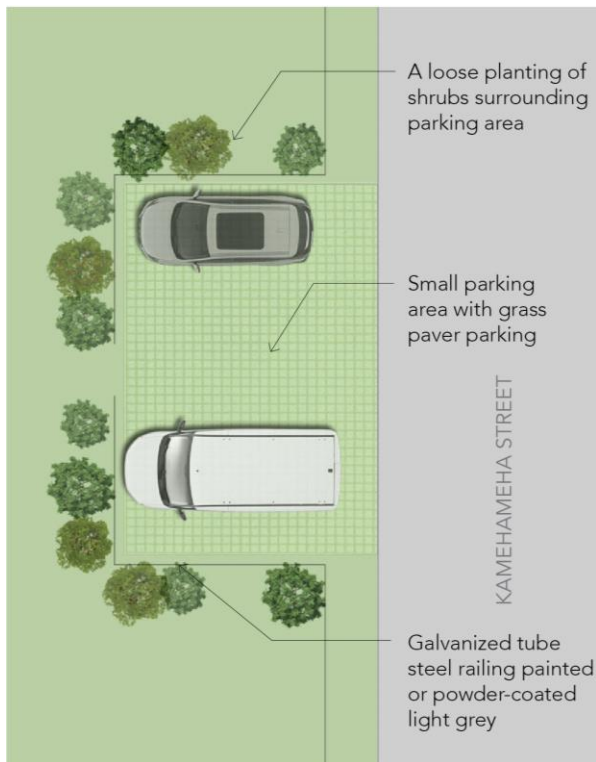 A loose planting of
shrubs surrounding
parking area
Small parking
area with grass
paver parking
KAMEHAMEHA STREET
Galvanized tube
steel railing painted
or powder-coated
light grey